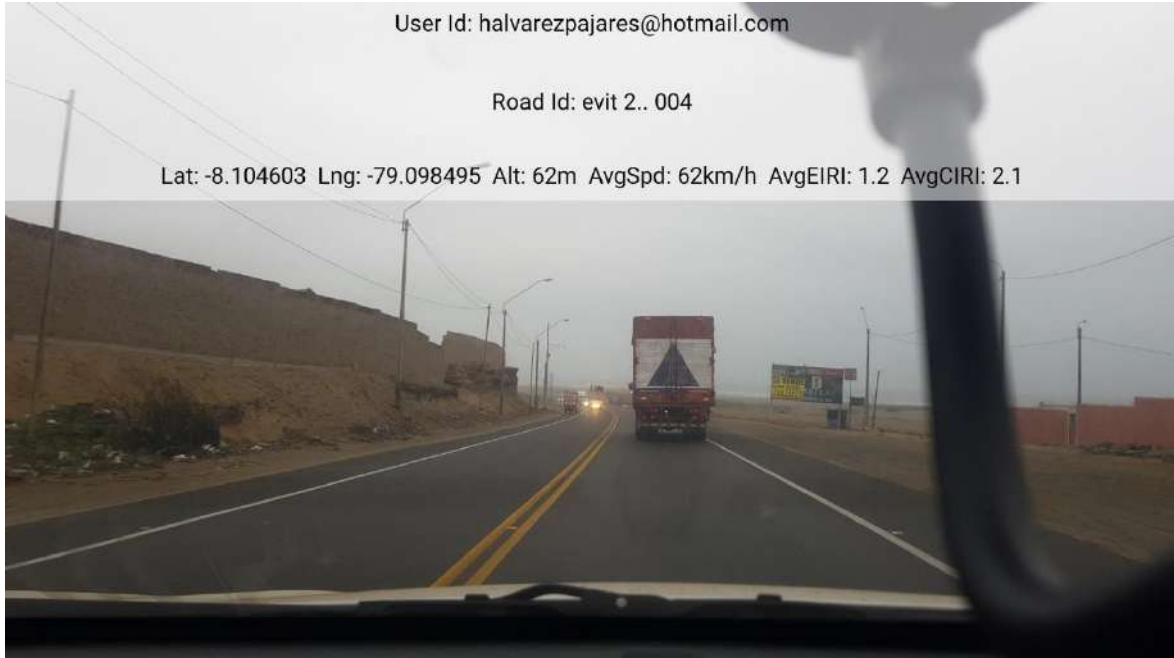 User Id: halvarezpajares@hotmail.com
Road Id: evit 2.. 004
Lat: -8.104603 Lng: -79.098495 Alt: 62m AvgSpd: 62km/h AvgEIRI: 1.2 AvgCIRI: 2.1